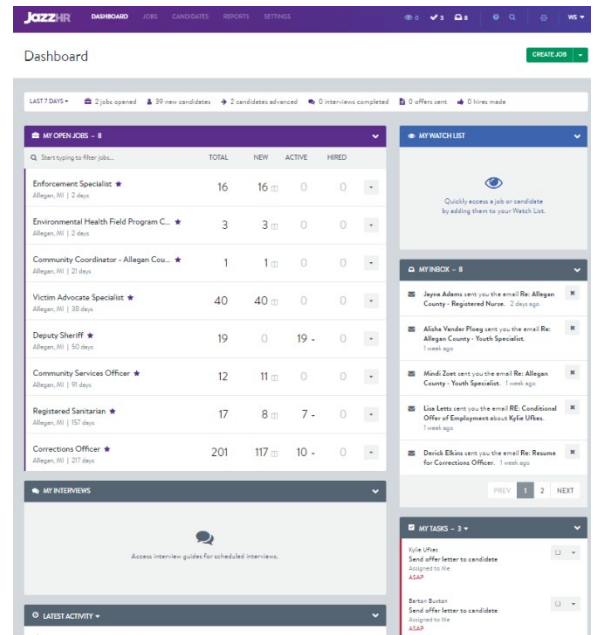 jazzHR DASHBOARD JOBS CANDIDATES REPORTS SETTINGS 0 3 8 WS
Dashboard
CREATE JOB
LAST 7 DAYS 2 jobs opened 39 new candidates 2 candidates advanced 0 interviews completed 0 offers sent 0 hires made
MY OPEN JOBS – 8
Start typing to filter jobs... TOTAL NEW ACTIVE HIRED
Enforcement Specialist 16 16 0 0
Allegan, MI | 2 days
Environmental Health Field Program C... 3 3 0 0
Allegan, MI | 2 days
Community Coordinator - Allegan Cou... 1 1 0 0
Allegan, MI | 21 days
Victim Advocate Specialist 40 40 0 0
Allegan, MI | 38 days
Deputy Sheriff 19 0 19 0
Allegan, MI | 50 days
Community Services Officer 12 11 0 0
Allegan, MI | 91 days
Registered Sanitarian 17 8 7 0
Allegan, MI | 157 days
Corrections Officer 201 117 10 0
Allegan, MI | 217 days
MY INTERVIEWS
Access interview guides for scheduled interviews.
LATEST ACTIVITY
MY WATCH LIST
Quickly access a job or candidate
by adding them to your Watch List.
MY INBOX – 8
Jayne Adams sent you the email Re: Allegan
County - Registered Nurse. 2 days ago
Alisha Vander Ploeg sent you the email Re:
Allegan County - Youth Specialist.
1 week ago
Mindi Zoet sent you the email Re: Allegan
County - Youth Specialist. 1 week ago
Lisa Letts sent you the email RE: Conditional
Offer of Employment about Kylie Ufkes.
1 week ago
Derick Elkins sent you the email Re: Resume
for Corrections Officer. 1 week ago
PREV 1 2 NEXT
MY TASKS – 3
Kylie Ufkes
Send offer letter to candidate
Assigned to Me
ASAP
Barton Buxton
Send offer letter to candidate
Assigned to Me
ASAP